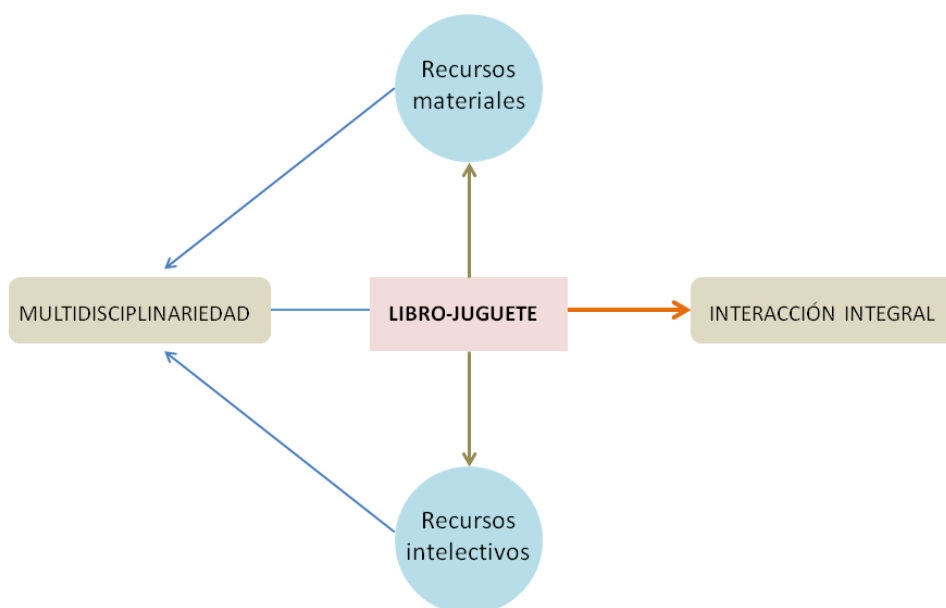 Recursos
materiales
MULTIDISCIPLINARIEDAD
LIBRO-JUGUETE
INTERACCIÓN INTEGRAL
Recursos
intelectivos